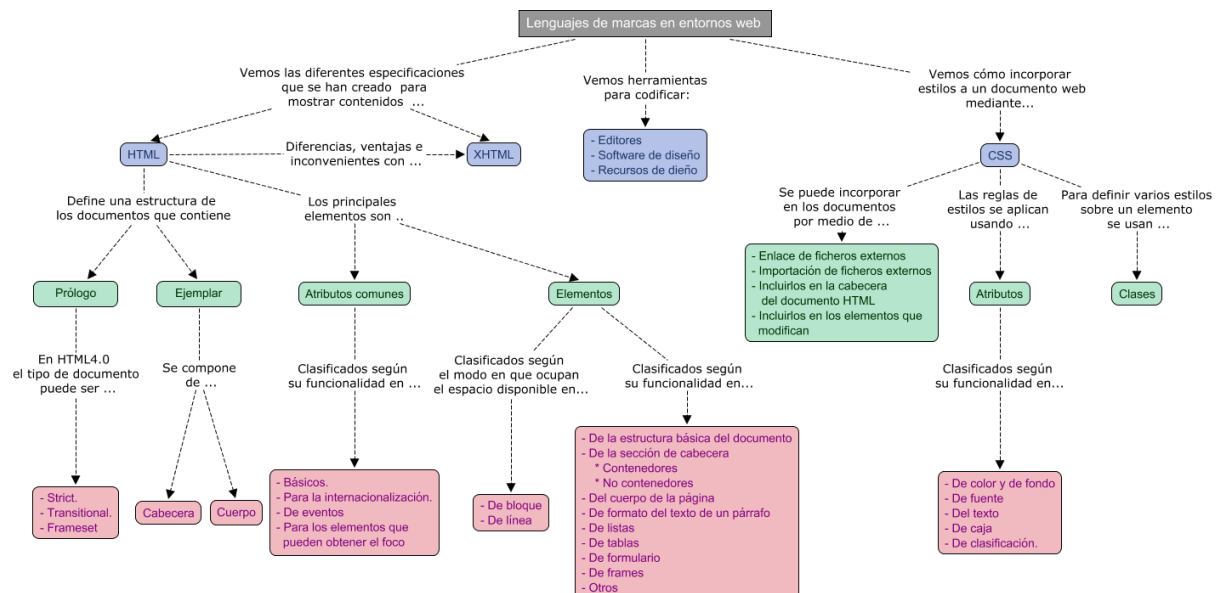 Lenguajes de marcas en entornos web
Vemos las diferentes especificaciones
que se han creado para
mostrar contenidos ...
Vemos herramientas
para codificar:
Vemos cómo incorporar
estilos a un documento web
mediante...
HTML
Diferencias, ventajas e
inconvenientes con ...
XHTML
- Editores
- Software de diseño
- Recursos de dieño
CSS
Define una estructura de
los documentos que contiene
Los principales
elementos son ..
Se puede incorporar
en los documentos
por medio de ...
Las reglas de
estilos se aplican
usando ...
Para definir varios estilos
sobre un elemento
se usan ...
Prólogo
Ejemplar
Atributos comunes
Elementos
- Enlace de ficheros externos
- Importación de ficheros externos
- Incluirlos en la cabecera
del documento HTML
- Incluirlos en los elementos que
modifican
Atributos
Clases
En HTML4.0
el tipo de documento
puede ser ...
Se compone
de ...
Clasificados según
su funcionalidad en ...
Clasificados según
el modo en que ocupan
el espacio disponible en...
Clasificados según
su funcionalidad en...
Clasificados según
su funcionalidad en...
- Strict.
- Transitional.
- Frameset
Cabecera
Cuerpo
- Básicos.
- Para la internacionalización.
- De eventos
- Para los elementos que
pueden obtener el foco
- De bloque
- De línea
- De la estructura básica del documento
- De la sección de cabecera
* Contenedores
* No contenedores
- Del cuerpo de la página
- De formato del texto de un párrafo
- De listas
- De tablas
- De formulario
- De frames
- Otros
- De color y de fondo
- De fuente
- Del texto
- De caja
- De clasificación.